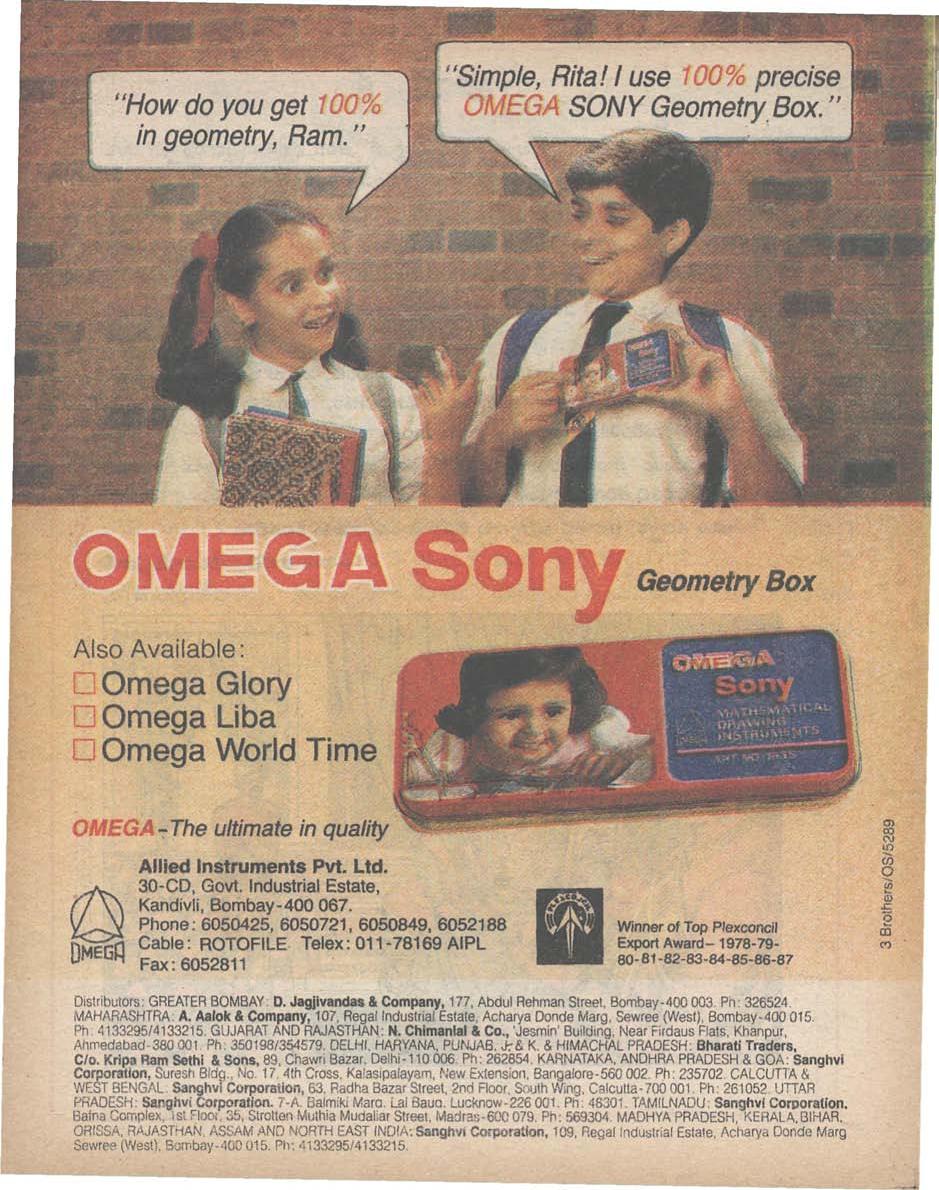 "How do you get 100%
in geometry, Ram."
"Simple, Rita! I use 100% precise
OMEGA SONY Geometry Box."
OMEGA Sony Geometry Box
Also Available:
Omega Glory
Omega Liba
Omega World Time
OMEGA
Sony
MATHEMATICAL
DRAWING
INSTRUMENTS
OMEGA-The ultimate in quality
Allied Instruments Pvt. Ltd.
30-CD, Govt. Industrial Estate,
Kandivli, Bombay-400 067.
Phone: 6050425, 6050721, 6050849, 6052188
Cable: ROTOFILE Telex: 011-78169 AIPL
Fax: 6052811
OMEGA
PLEXCONCIL
Winner of Top Plexconcil
Export Award- 1978-79-
80-81-82-83-84-85-86-87
3 Brothers/OS/5289
Distributors: GREATER BOMBAY: D. Jagjivandas & Company, 177, Abdul Rehman Street, Bombay-400 003. Ph: 326524.
MAHARASHTRA: A. Aalok & Company, 107, Regal Industrial Estate, Acharya Donde Marg, Sewree (West), Bombay-400 015.
Ph: 4133295/4133215. GUJARAT AND RAJASTHAN: N. Chimanlal & Co., 'Jesmin' Building, Near Firdaus Flats, Khanpur,
Ahmedabad-380 001. Ph: 350198/354579. DELHI, HARYANA, PUNJAB, J & K, & HIMACHAL PRADESH: Bharati Traders,
C/o. Kripa Ram Sethi & Sons, 89, Chawri Bazar, Delhi-110 006. Ph: 262854. KARNATAKA, ANDHRA PRADESH & GOA: Sanghvi
Corporation, Suresh Bldg., No. 17, 4th Cross, Kalasipalayam, New Extension, Bangalore-560 002. Ph: 235702. CALCUTTA &
WEST BENGAL: Sanghvi Corporation, 63, Radha Bazar Street, 2nd Floor, South Wing, Calcutta-700 001. Ph: 261052. UTTAR
PRADESH: Sanghvi Corporation, 7-A, Balmiki Marg, Lal Baug, Lucknow-226 001. Ph: 48301. TAMILNADU: Sanghvi Corporation,
Bafna Complex, 1st Floor, 35, Strotten Muthia Mudaliar Street, Madras-600 079. Ph: 569304. MADHYA PRADESH, KERALA, BIHAR,
ORISSA, RAJASTHAN, ASSAM AND NORTH EAST INDIA: Sanghvi Corporation, 109, Regal Industrial Estate, Acharya Donde Marg
Sewree (West), Bombay-400 015. Ph: 4133295/4133215.